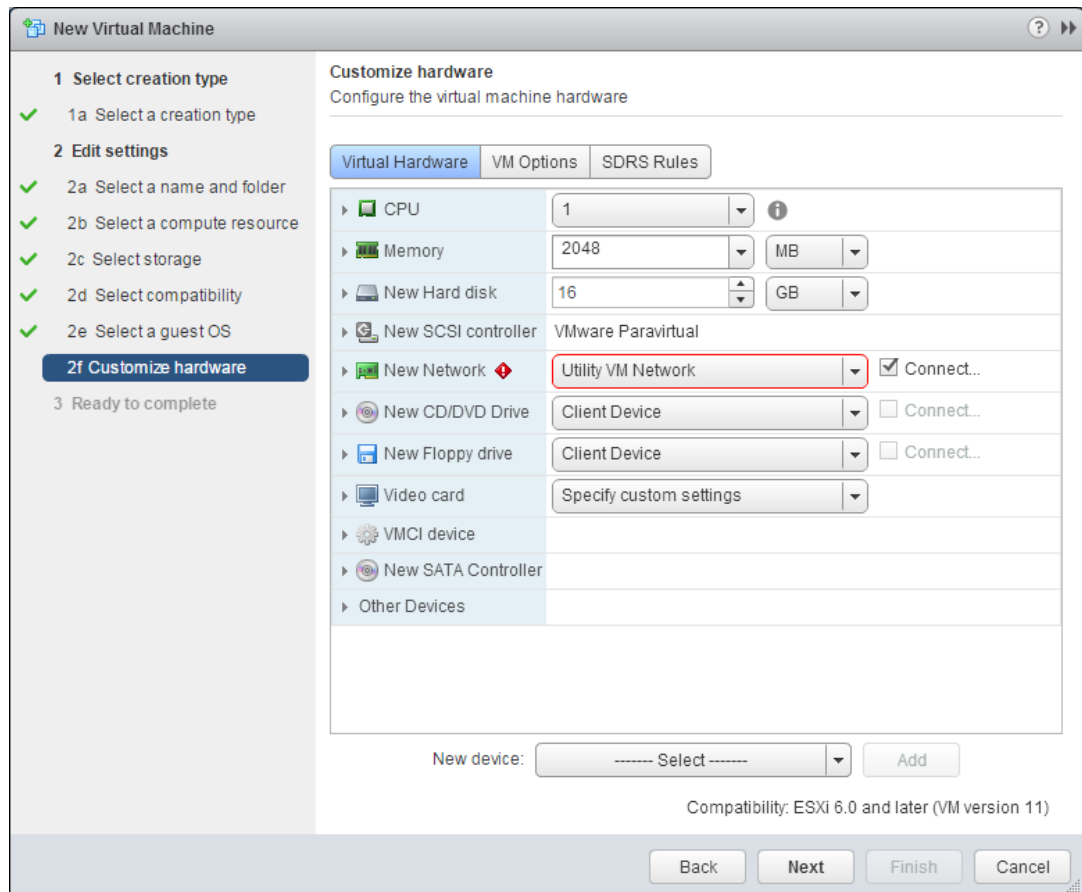 New Virtual Machine
1 Select creation type
1a Select a creation type
2 Edit settings
2a Select a name and folder
2b Select a compute resource
2c Select storage
2d Select compatibility
2e Select a guest OS
2f Customize hardware
3 Ready to complete
Customize hardware
Configure the virtual machine hardware
Virtual Hardware VM Options SDRS Rules
CPU 1
Memory 2048 MB
New Hard disk 16 GB
New SCSI controller VMware Paravirtual
New Network Utility VM Network Connect...
New CD/DVD Drive Client Device Connect...
New Floppy drive Client Device Connect...
Video card Specify custom settings
VMCI device
New SATA Controller
Other Devices
New device: ------- Select ------- Add
Compatibility: ESXi 6.0 and later (VM version 11)
Back Next Finish Cancel